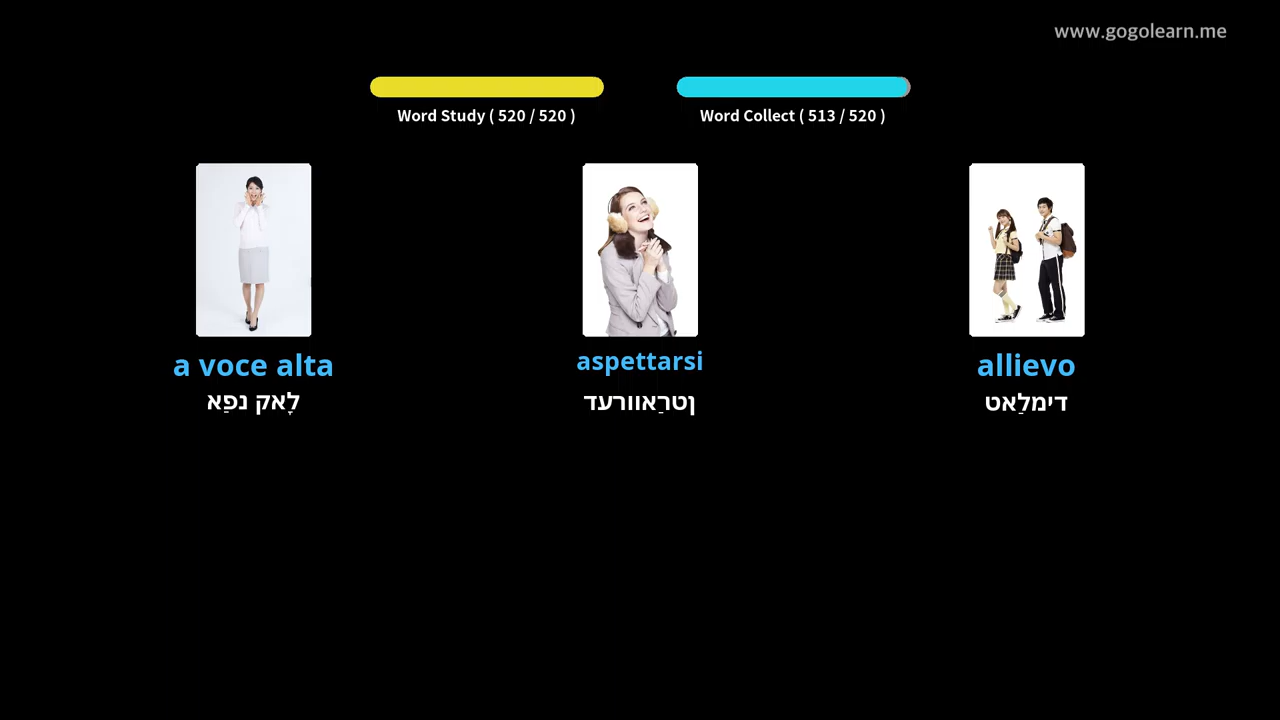 www.gogolearn.me
Word Study ( 520 / 520 )
Word Collect ( 513 / 520 )
a voce alta
לָאק נפַא
aspettarsi
ןטרַאוורעד
allievo
דימלַאט